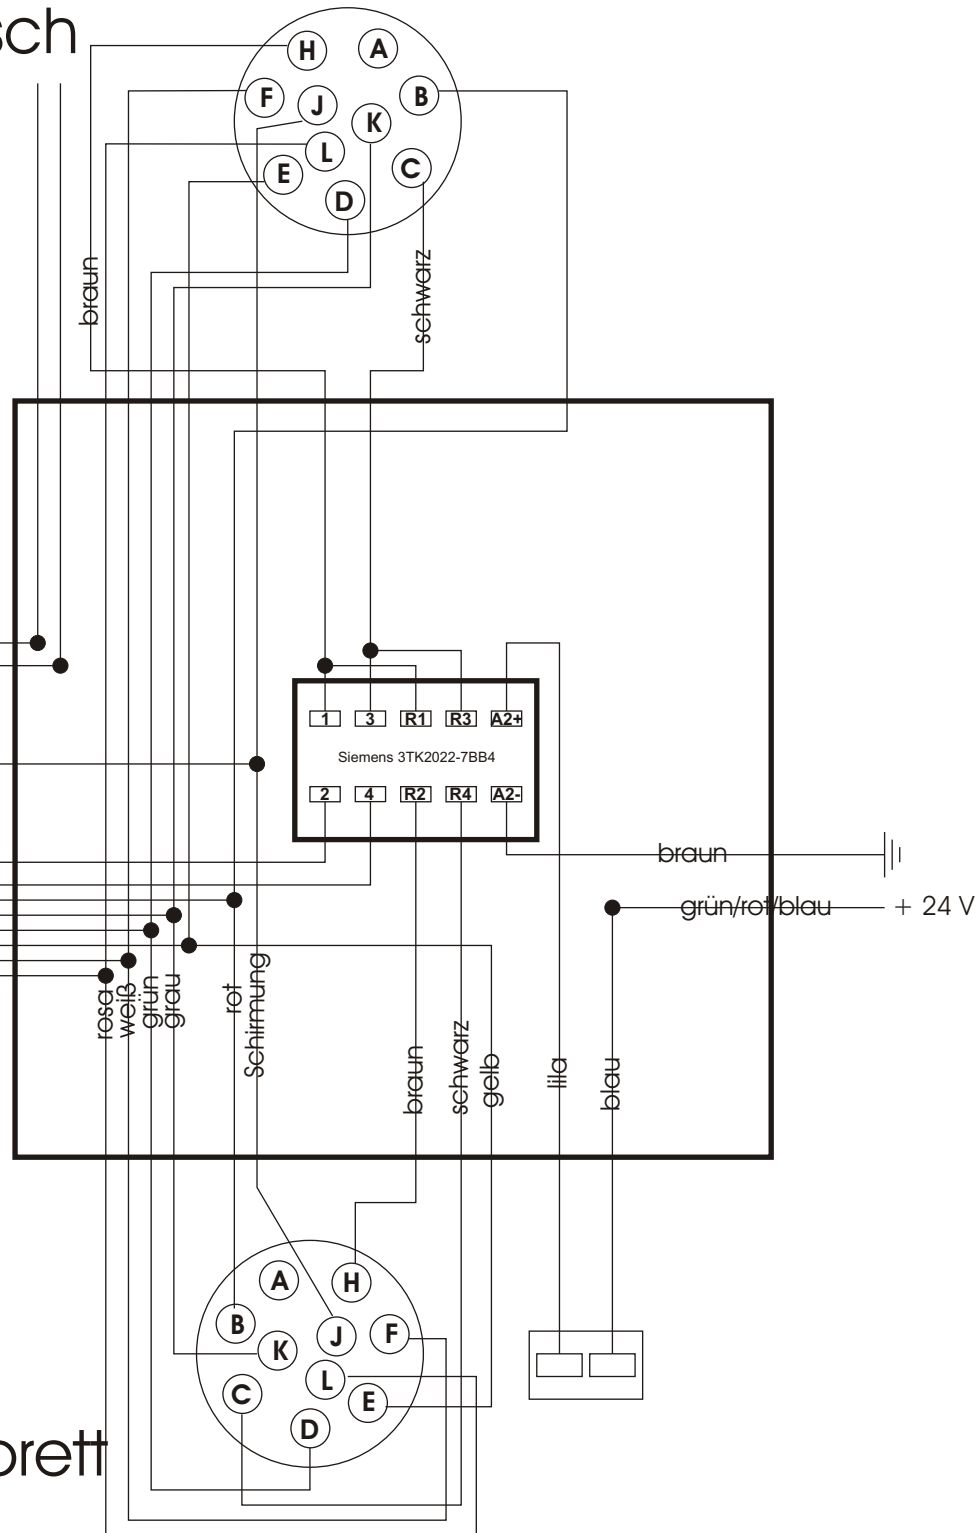 sch
H
A
F
J
B
K
L
E
C
D
braun
schwarz
1 3 R1 R3 A2+
Siemens 3TK2022-7BB4
2 4 R2 R4 A2-
braun
grün/rot/blau + 24 V
rosa
weiß
grün
grau
rot
Schirmung
braun
schwarz
gelb
lila
blau
A
H
B
J
F
K
L
C
E
D
brett